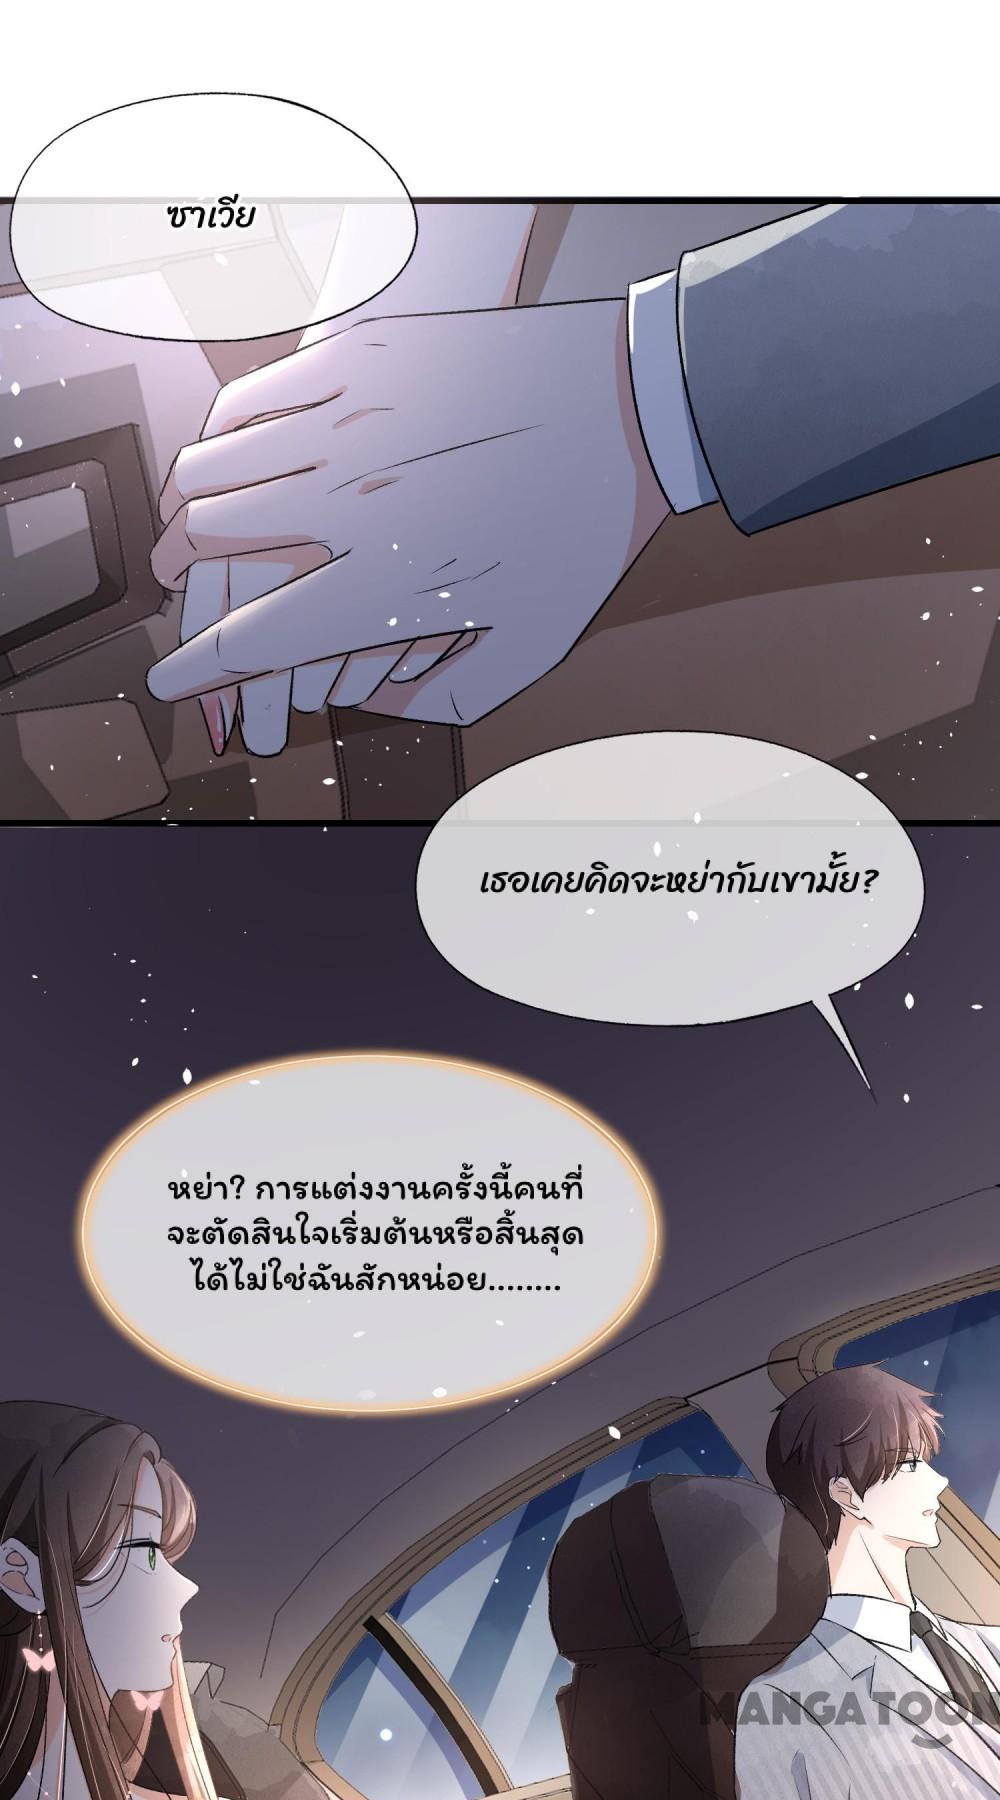 ซาเวีย
เธอเคยคิดจะหย่ากับเขามั้ย?
หย่า? การแต่งงานครั้งนี้คนที่
จะตัดสินใจเริ่มต้นหรือสิ้นสุด
ได้ไม่ใช่ฉันสักหน่อย........
MANGATOON